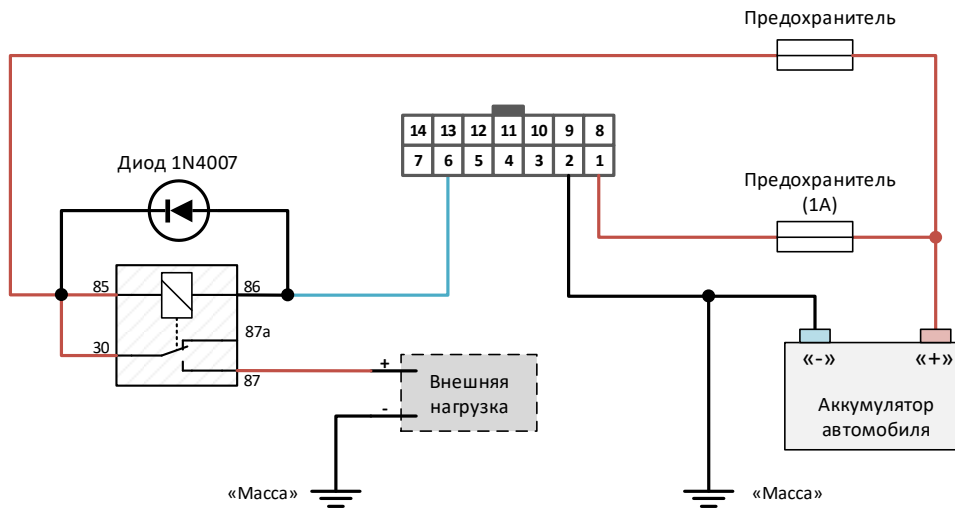 Предохранитель
14 13 12 11 10 9 8
7 6 5 4 3 2 1
Диод 1N4007
Предохранитель
(1А)
85
86
87a
30
87
+
-
Внешняя
нагрузка
«-»
«+»
Аккумулятор
автомобиля
«Масса»
«Масса»